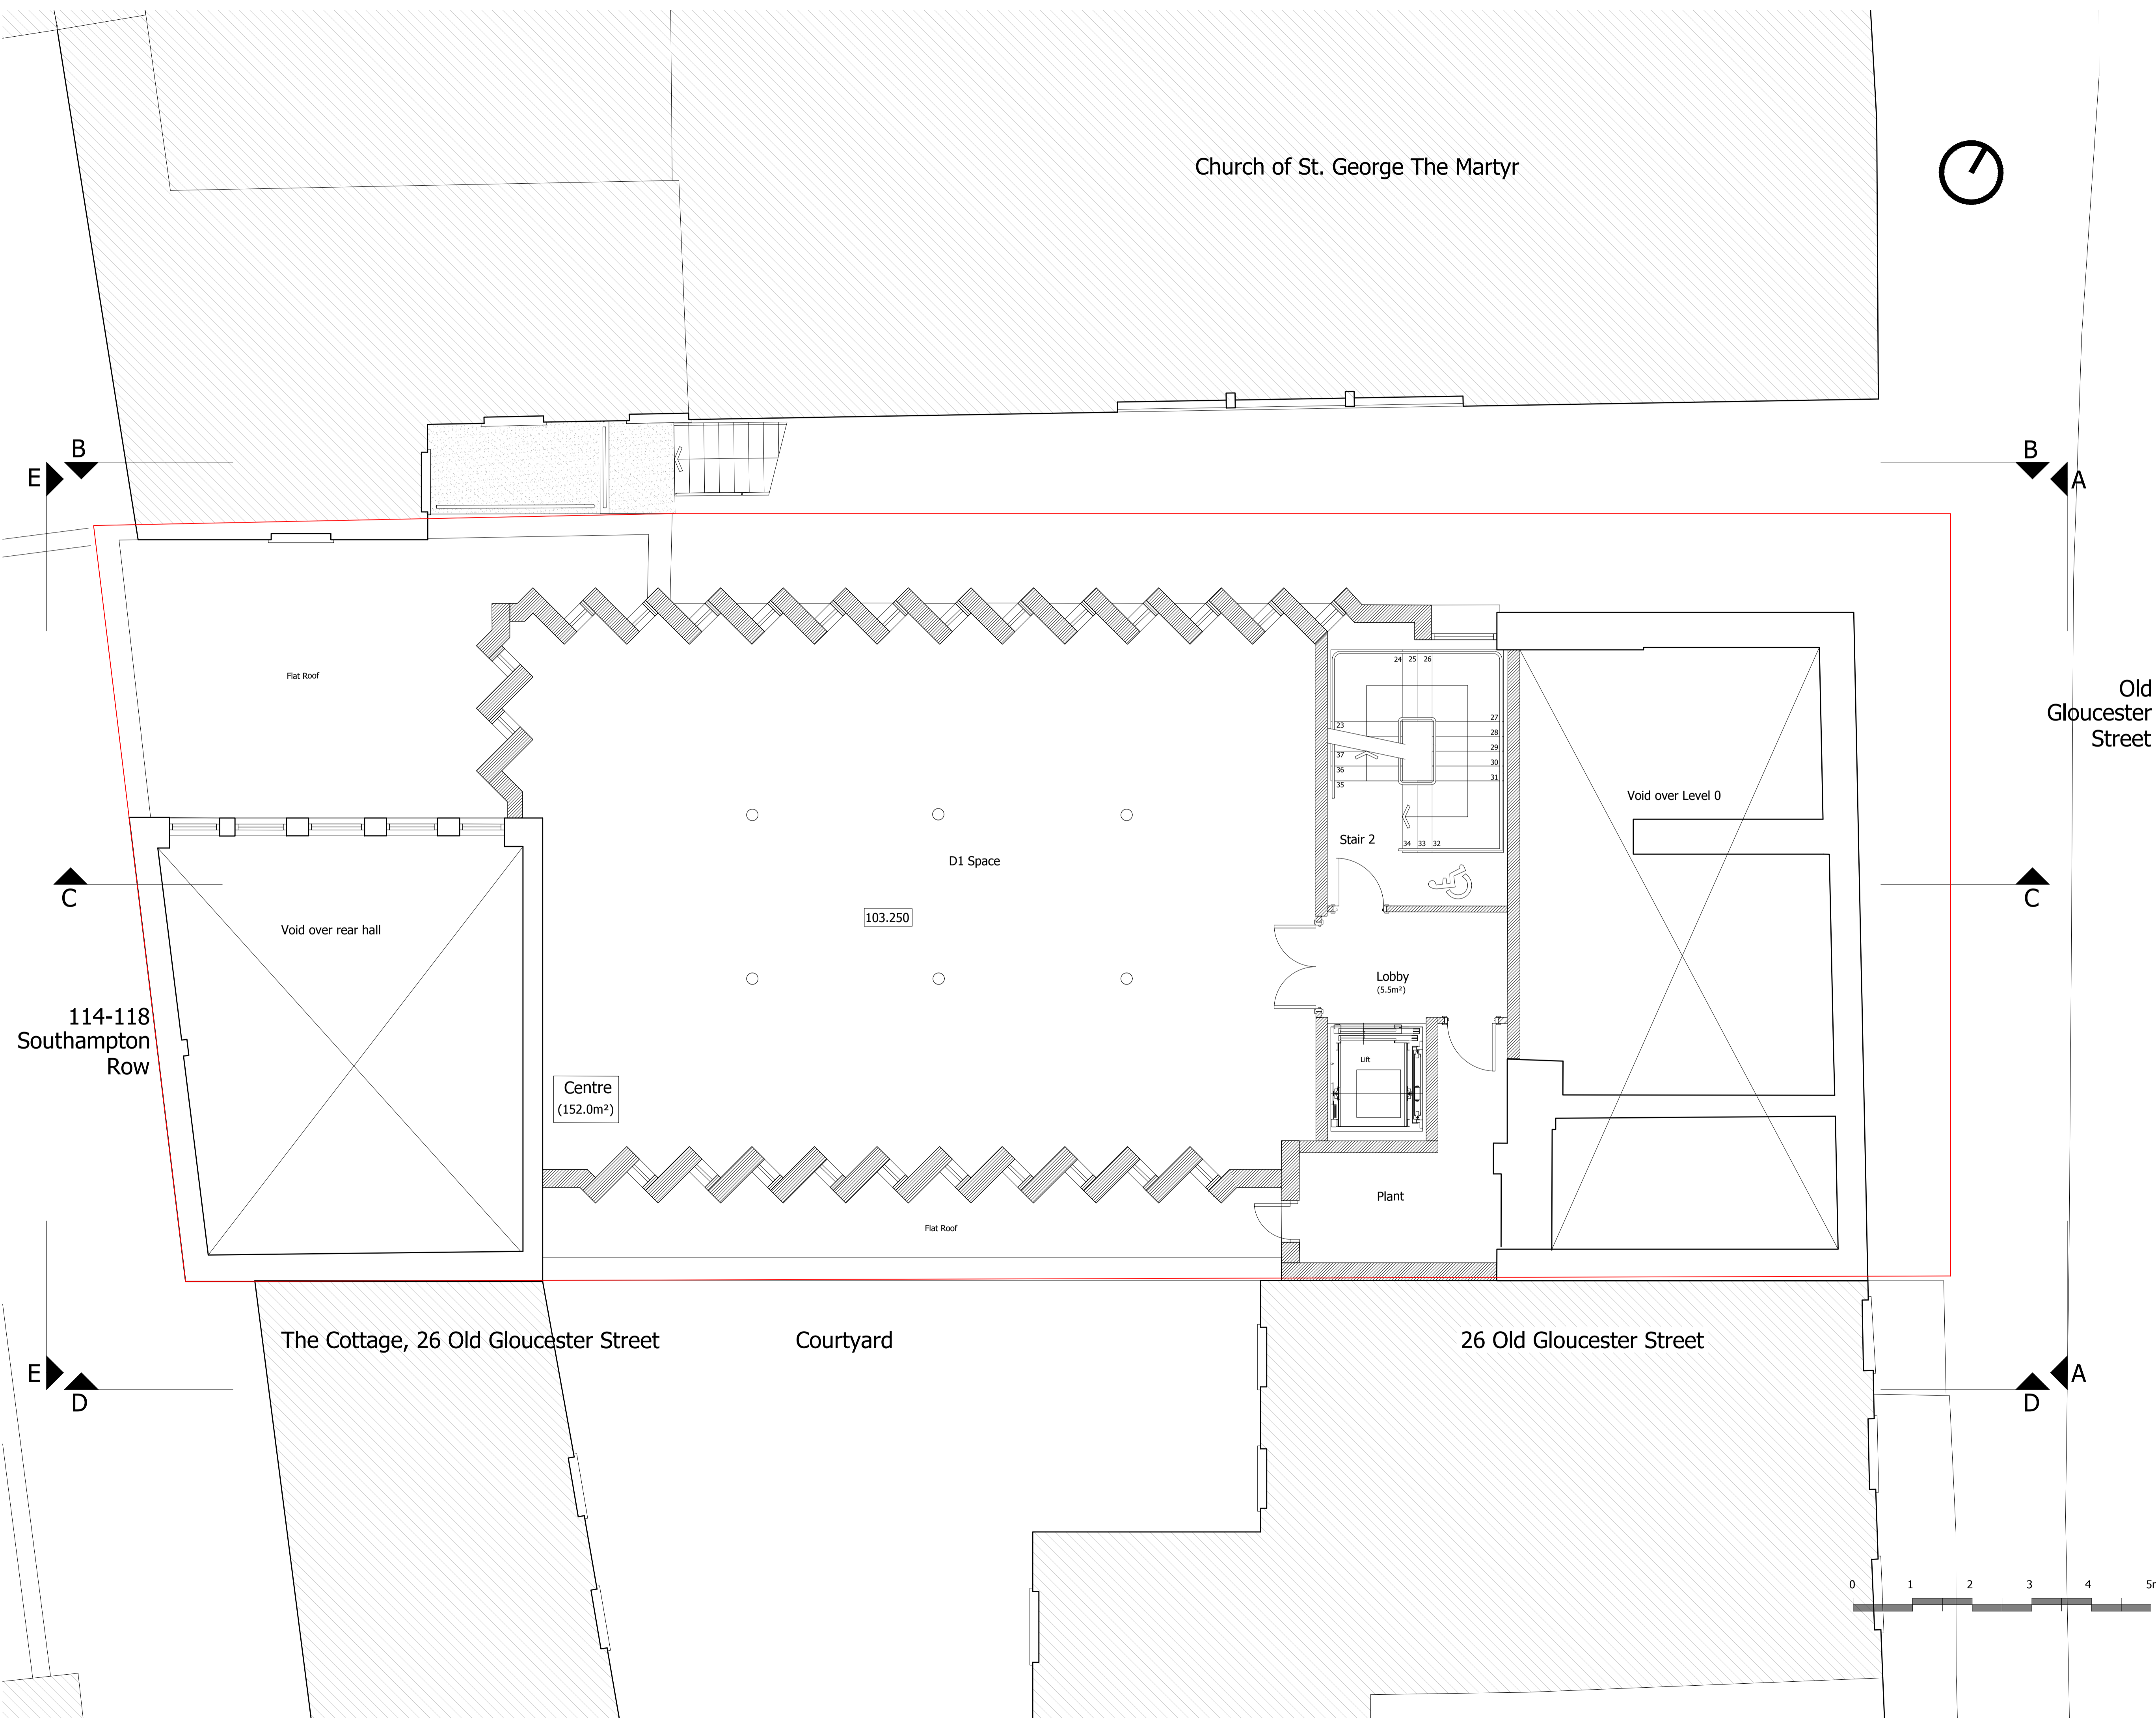 Church of St. George The Martyr
B
E
B
A
Flat Roof
24 25 26
23
27
28
29
30
31
37
36
35
34 33 32
Stair 2
Old
Gloucester
Street
Void over Level 0
D1 Space
C
C
103.250
Void over rear hall
Lobby
(5.5m²)
114-118
Southampton
Row
Lift
Centre
(152.0m²)
Plant
Flat Roof
The Cottage, 26 Old Gloucester Street
Courtyard
26 Old Gloucester Street
E
D
A
D
0 1 2 3 4